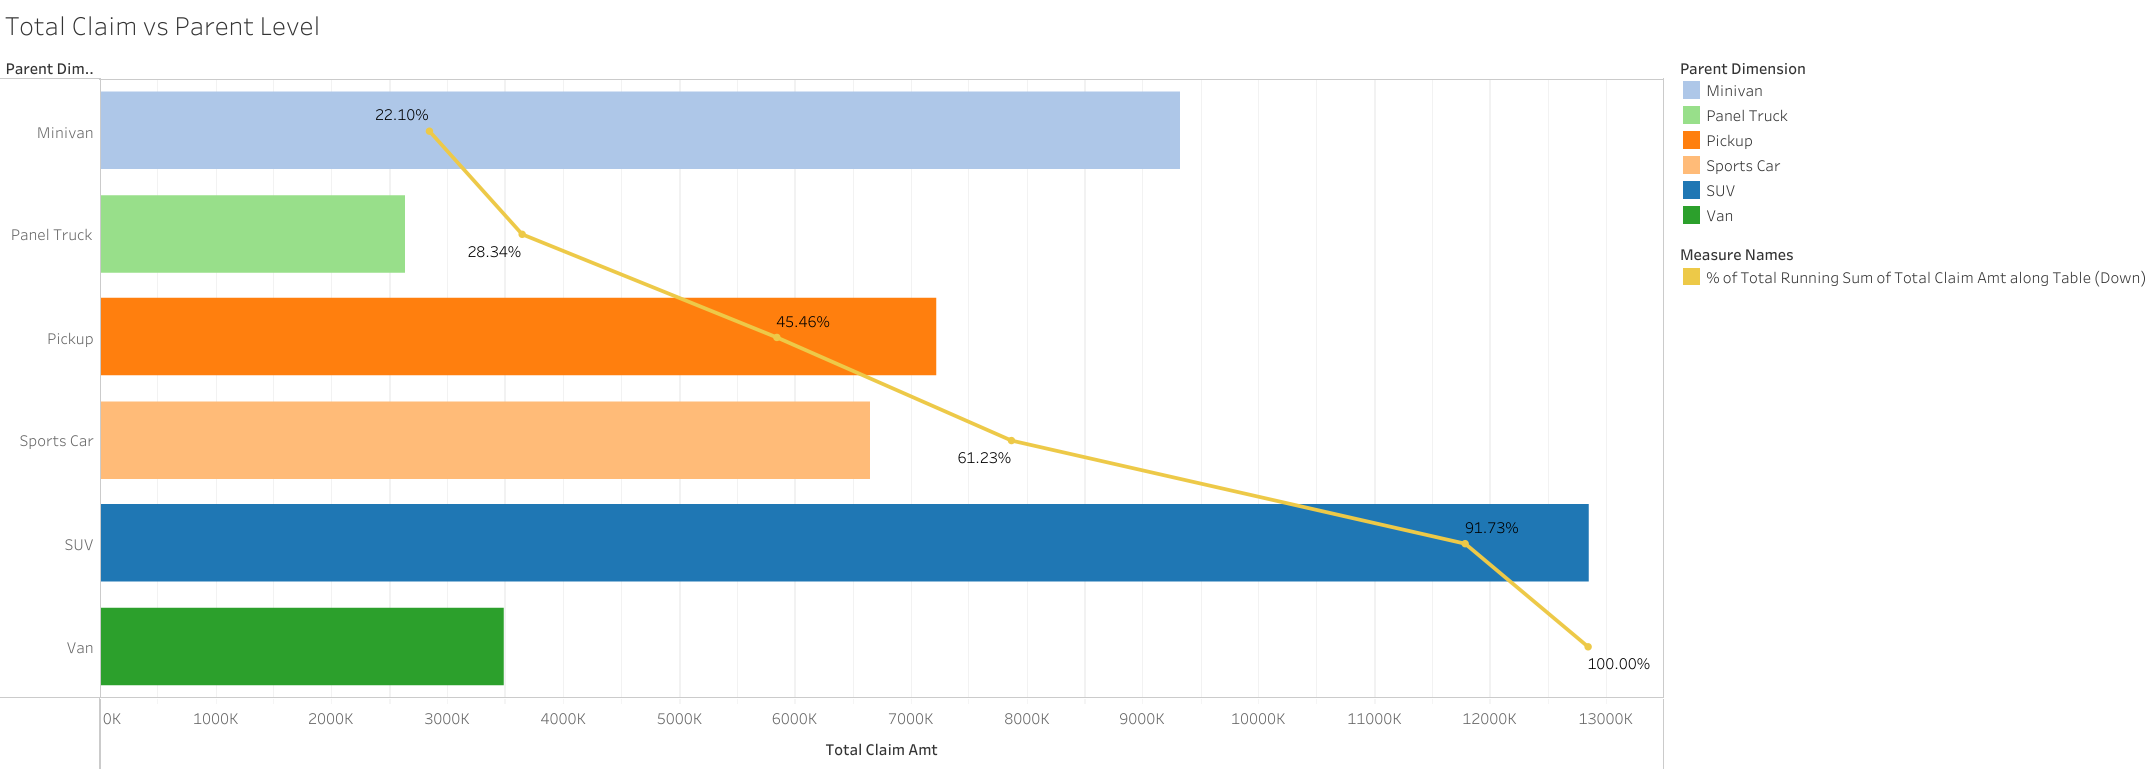 Total Claim vs Parent Level
Parent Dim..
Minivan
Panel Truck
Pickup
Sports Car
SUV
Van
22.10%
28.34%
45.46%
61.23%
91.73%
100.00%
0K 1000K 2000K 3000K 4000K 5000K 6000K 7000K 8000K 9000K 10000K 11000K 12000K 13000K
Total Claim Amt
Parent Dimension
Minivan
Panel Truck
Pickup
Sports Car
SUV
Van
Measure Names
% of Total Running Sum of Total Claim Amt along Table (Down)